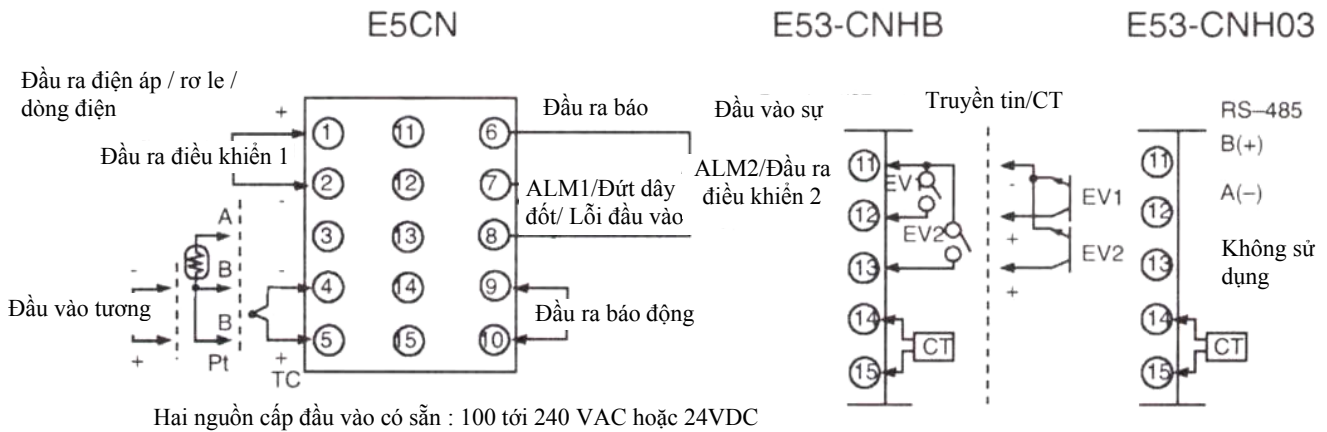 E5CN
E53-CNHB
E53-CNH03
Đầu ra điện áp / rơ le /
dòng điện
+
Đầu ra điều khiển 1
-
A
B
B
Pt
-
Đầu vào tương
+
-
+
TC
1
2
3
4
5
11
12
13
14
15
6
7
8
9
10
Đầu ra báo
ALM1/Đứt dây
đốt/ Lỗi đầu vào
ALM2/Đầu ra
điều khiển 2
Đầu ra báo động
Đầu vào sự
Truyền tin/CT
11
12
13
14
15
EV1
EV2
CT
-
EV1
+
EV2
+
11
12
13
14
15
RS-485
B(+)
A(-)
Không sử
dụng
CT
Hai nguồn cấp đầu vào có sẵn : 100 tới 240 VAC hoặc 24VDC